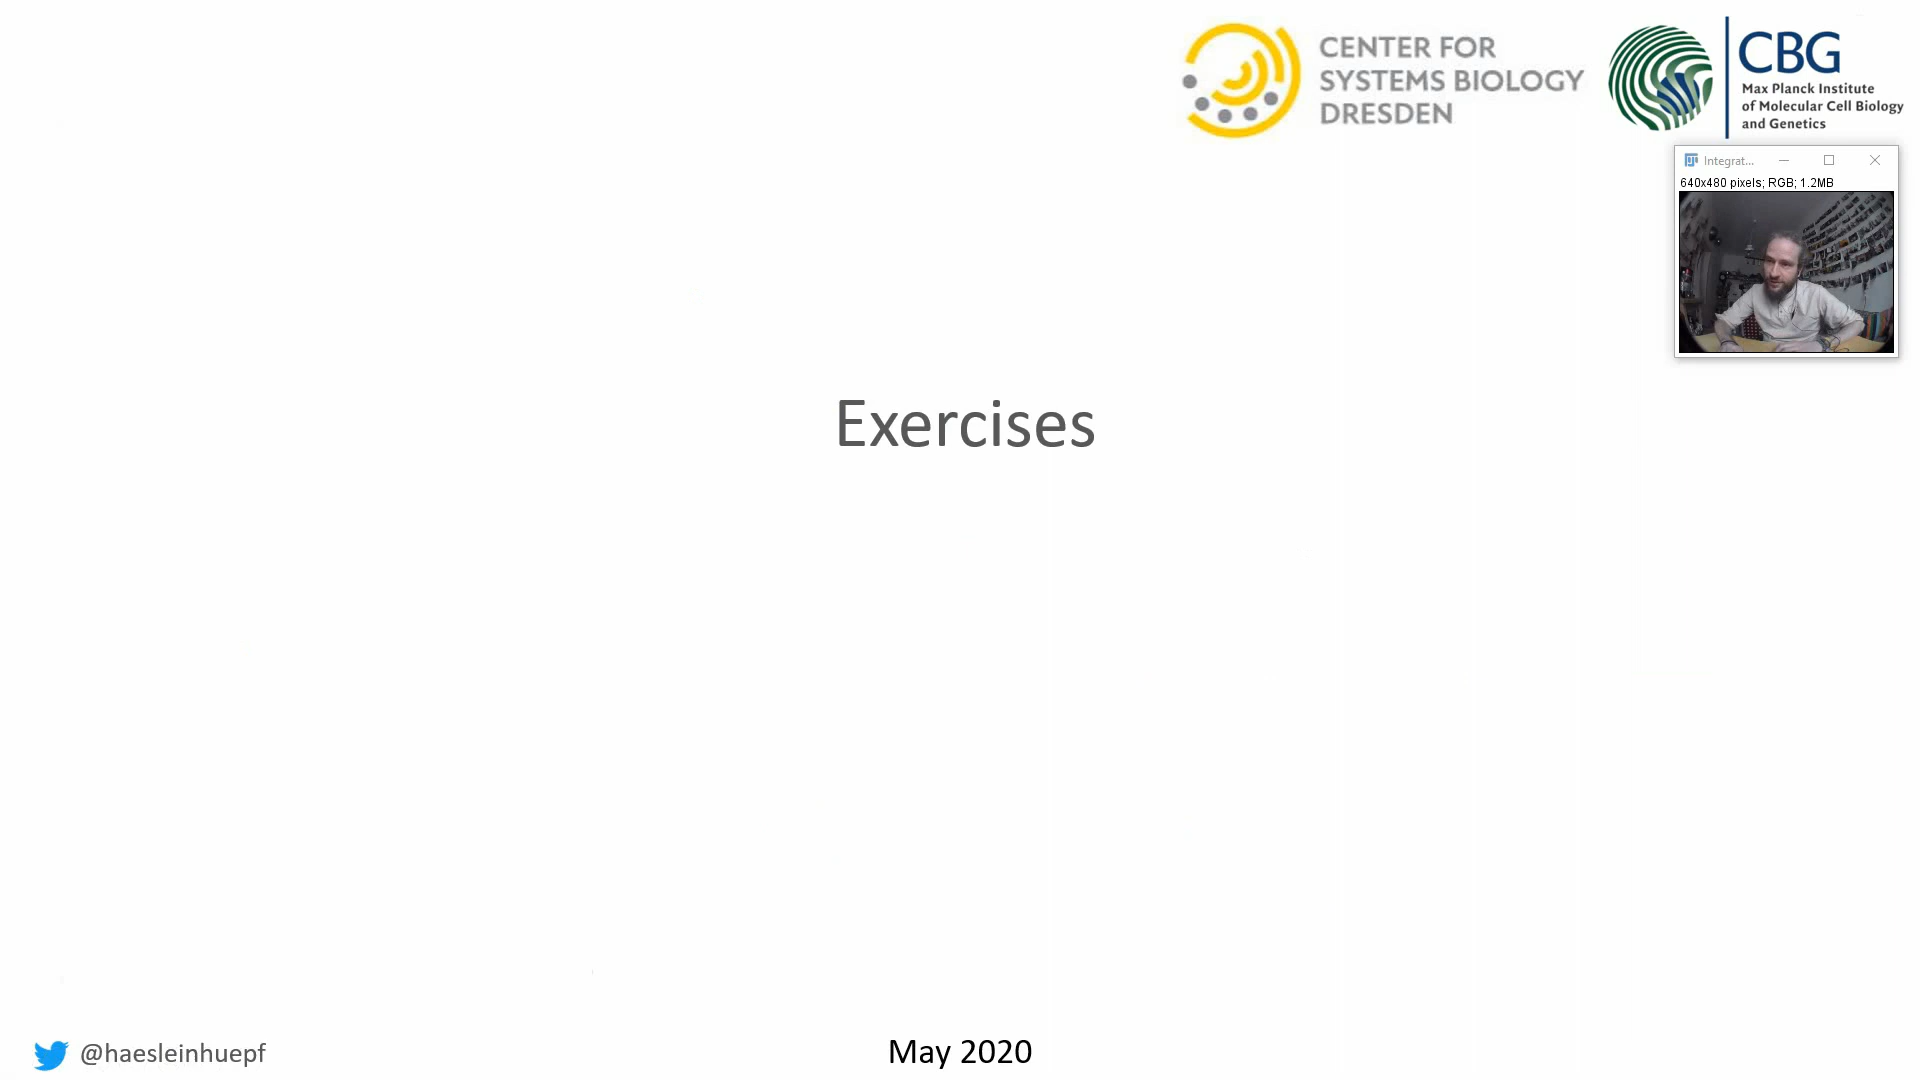 CENTER FOR
SYSTEMS BIOLOGY
DRESDEN
CBG
Max Planck Institute
of Molecular Cell Biology
and Genetics
Integrat...
640x480 pixels; RGB; 1.2MB
Exercises
@haesleinhuepf
May 2020